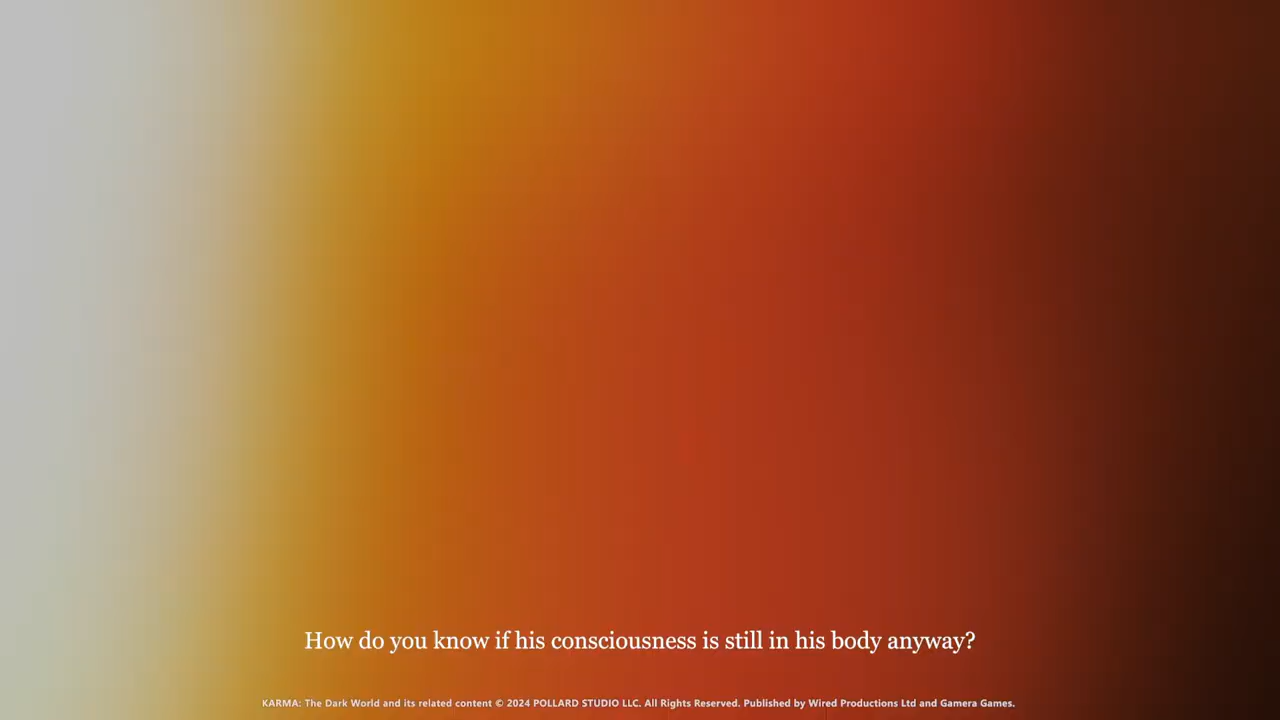 How do you know if his consciousness is still in his body anyway?
KARMA: The Dark World and its related content © 2024 POLLARD STUDIO LLC. All Rights Reserved. Published by Wired Productions Ltd and Gamera Games.